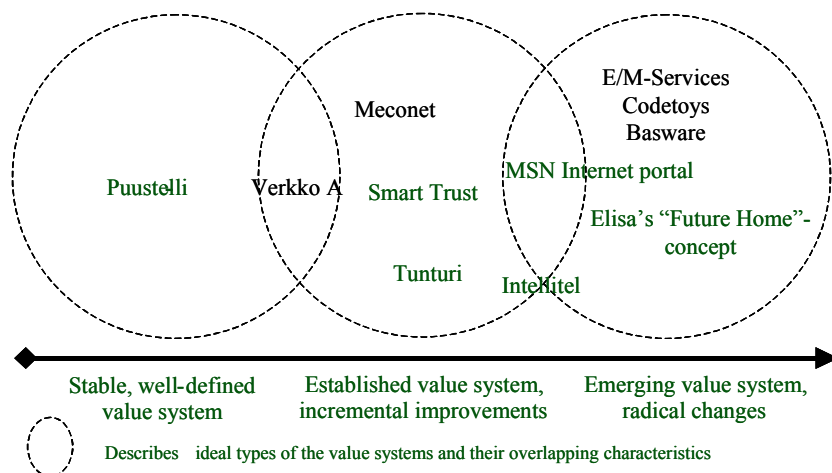 E/M-Services
Codetoys
Basware
Meconet
MSN Internet portal
Puustelli
Verkko A
Smart Trust
Elisa's “Future Home”-
concept
Tunturi
Intellitel
Stable, well-defined
value system
Established value system,
incremental improvements
Emerging value system,
radical changes
Describes ideal types of the value systems and their overlapping characteristics